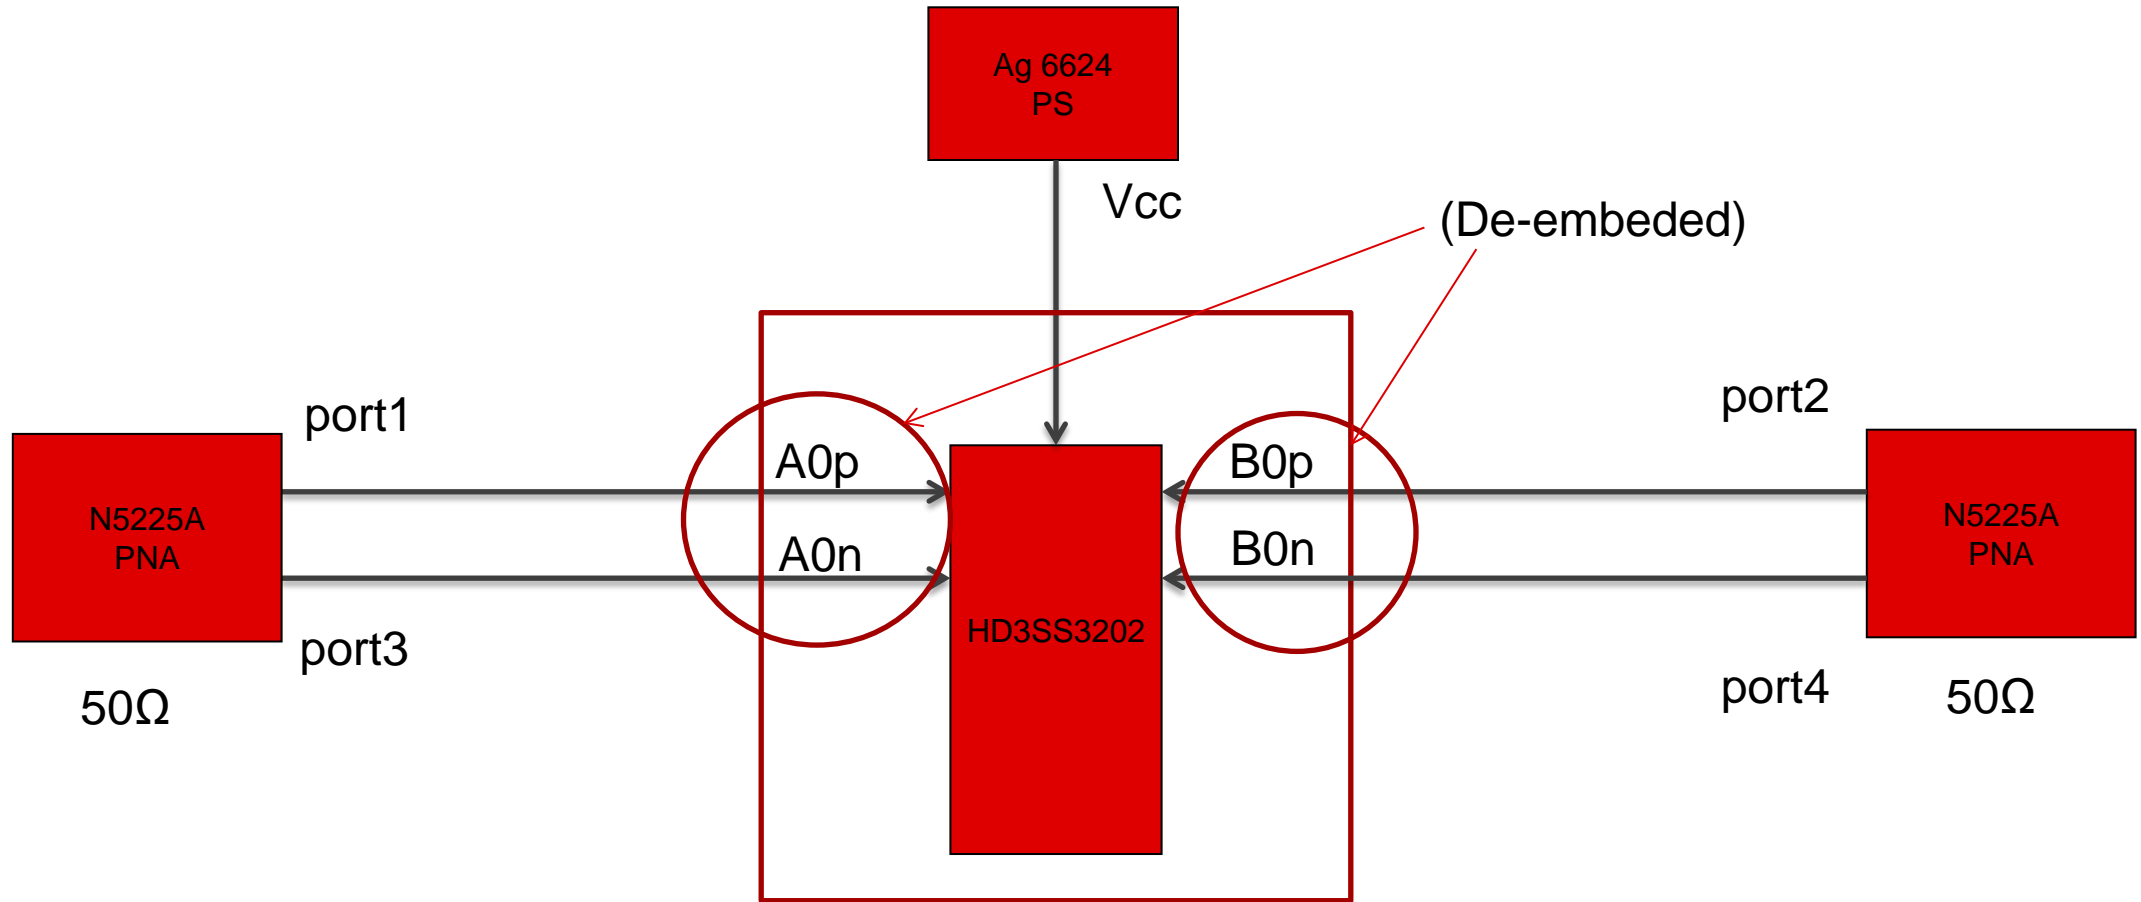 Ag 6624
PS
Vcc
(De-embeded)
port1
port2
A0p
B0p
N5225A
PNA
A0n
B0n
N5225A
PNA
HD3SS3202
port3
port4
50Ω
50Ω